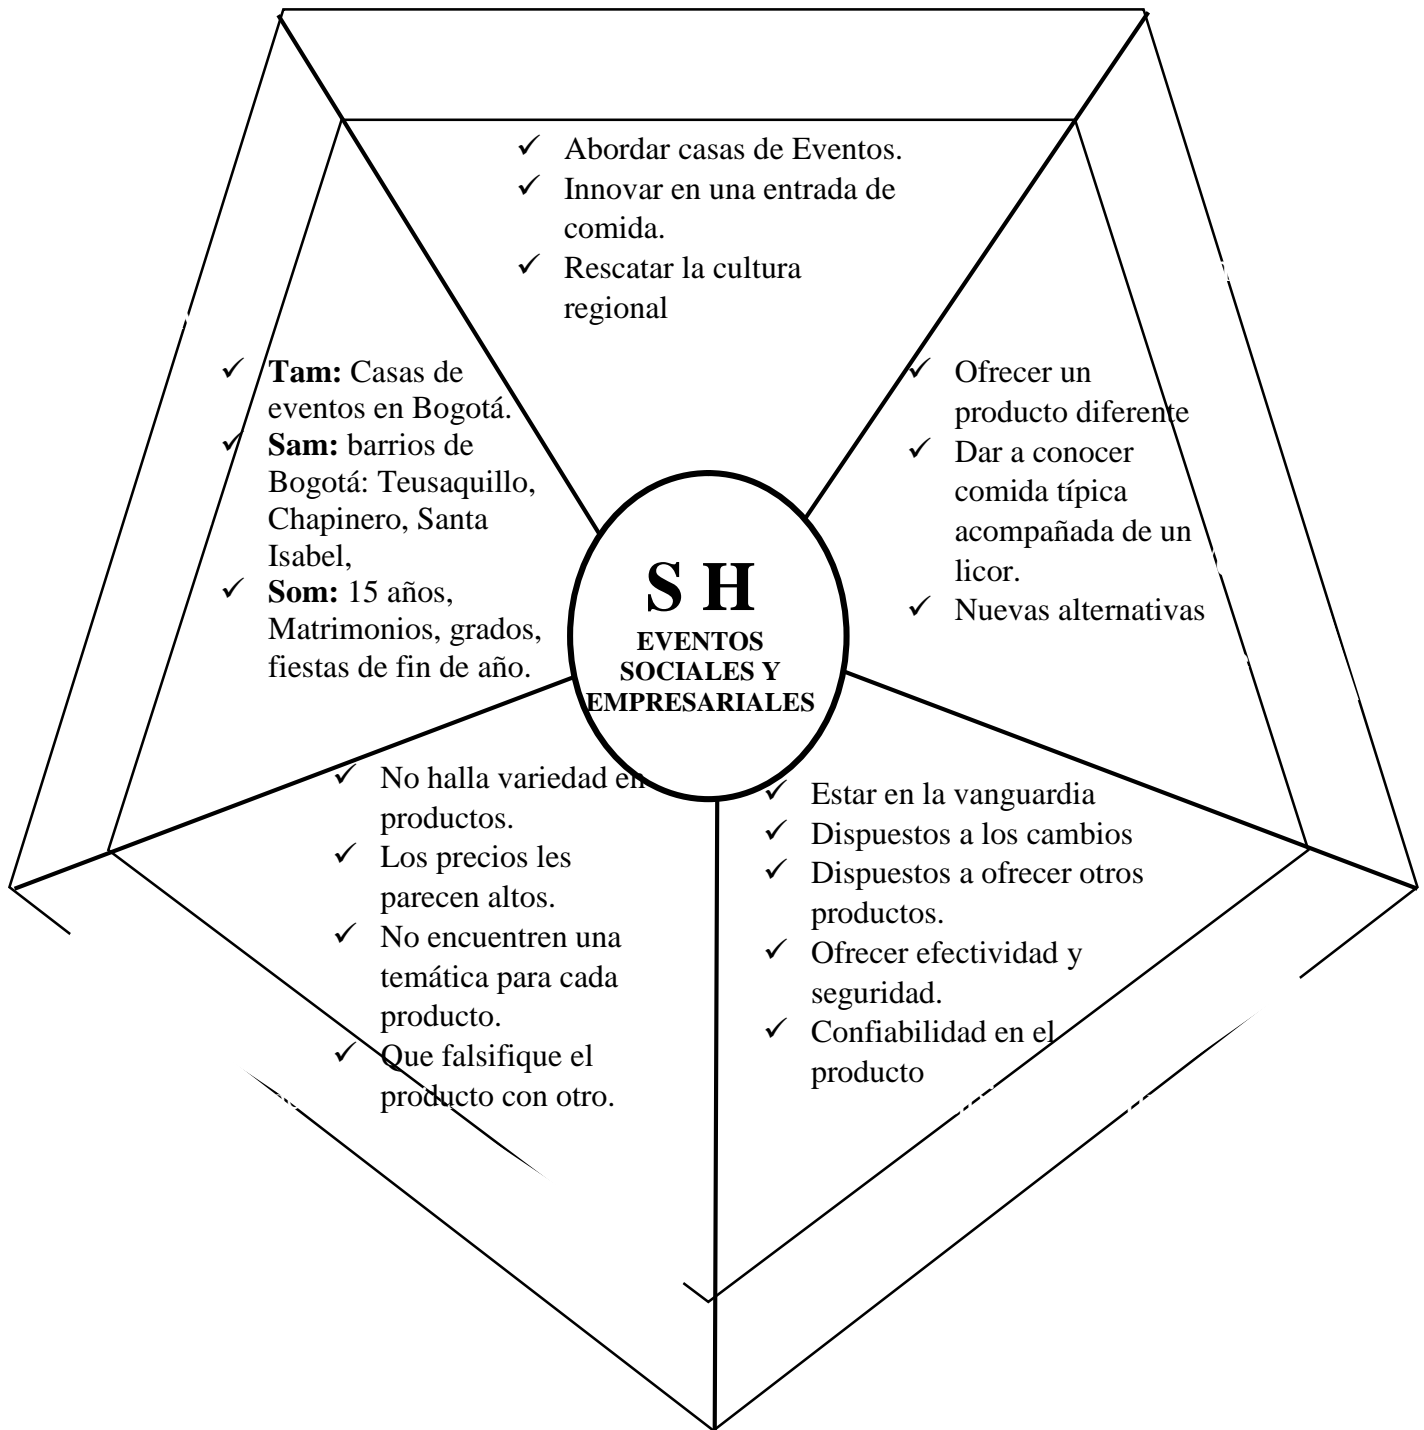 ✓ Abordar casas de Eventos.
✓ Innovar en una entrada de
comida.
✓ Rescatar la cultura
regional
✓ Tam: Casas de
eventos en Bogotá.
✓ Sam: barrios de
Bogotá: Teusaquillo,
Chapinero, Santa
Isabel,
✓ Som: 15 años,
Matrimonios, grados,
fiestas de fin de año.
✓ Ofrecer un
producto diferente
✓ Dar a conocer
comida típica
acompañada de un
licor.
✓ Nuevas alternativas
S H
EVENTOS
SOCIALES Y
EMPRESARIALES
✓ No halla variedad en
productos.
✓ Los precios les
parecen altos.
✓ No encuentren una
temática para cada
producto.
✓ Que falsifique el
producto con otro.
✓ Estar en la vanguardia
✓ Dispuestos a los cambios
✓ Dispuestos a ofrecer otros
productos.
✓ Ofrecer efectividad y
seguridad.
✓ Confiabilidad en el
producto